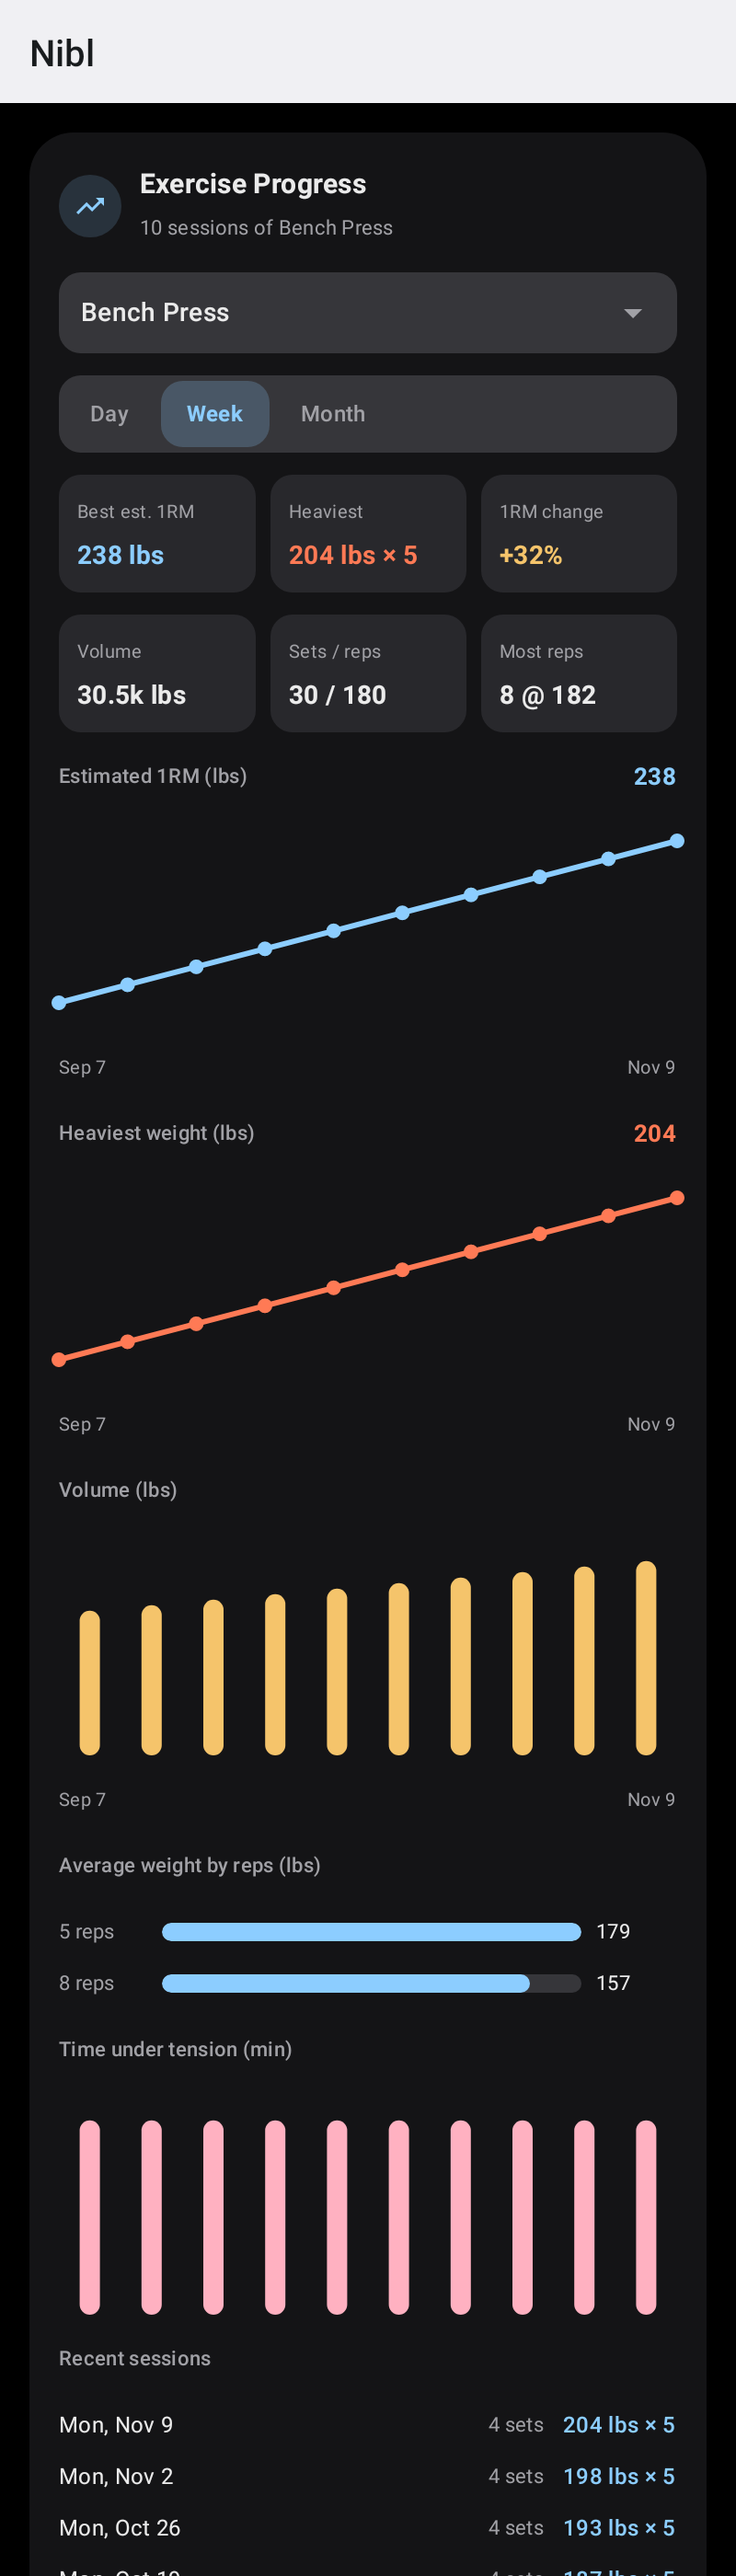 Nibl
Exercise Progress
10 sessions of Bench Press
Bench Press
Day Week Month
Best est. 1RM Heaviest 1RM change
238 lbs 204 lbs × 5 +32%
Volume Sets / reps Most reps
30.5k lbs 30 / 180 8 @ 182
Estimated 1RM (lbs) 238
Sep 7 Nov 9
Heaviest weight (lbs) 204
Sep 7 Nov 9
Volume (lbs)
Sep 7 Nov 9
Average weight by reps (lbs)
5 reps 179
8 reps 157
Time under tension (min)
Recent sessions
Mon, Nov 9 4 sets 204 lbs × 5
Mon, Nov 2 4 sets 198 lbs × 5
Mon, Oct 26 4 sets 193 lbs × 5